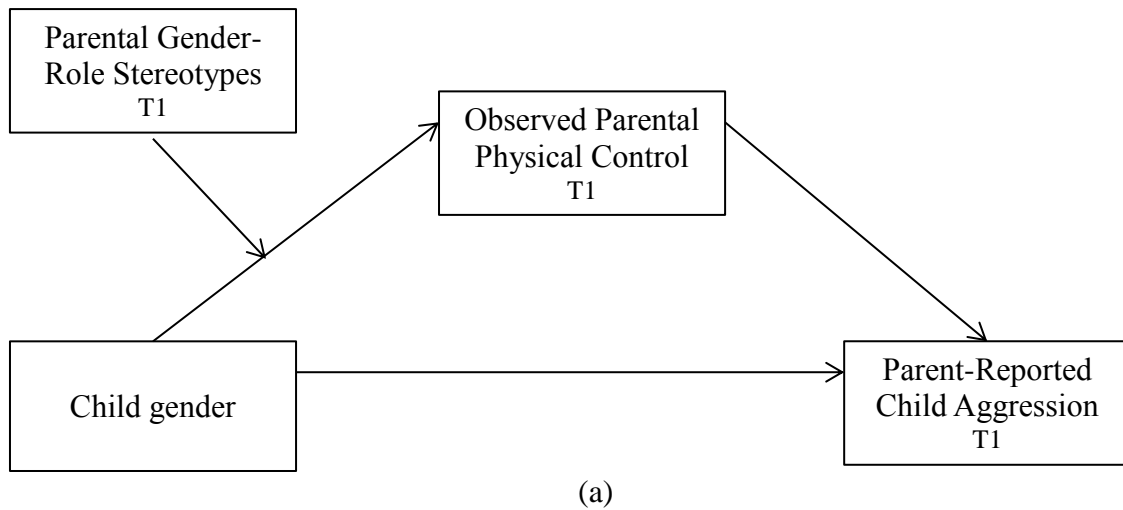 Parental Gender-
Role Stereotypes
T1
Observed Parental
Physical Control
T1
Child gender
Parent-Reported
Child Aggression
T1
(a)